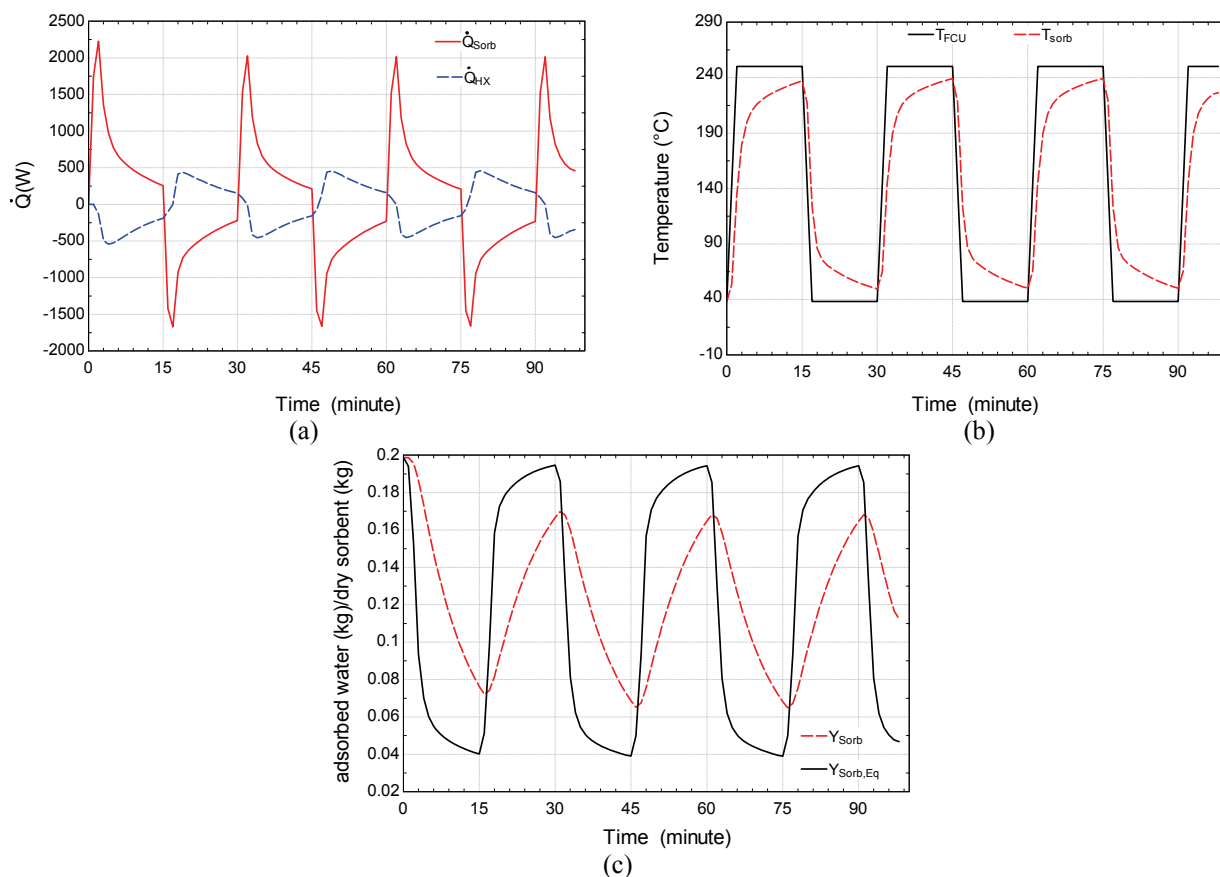 (a)
Q̇(W)
2500
2000
1500
1000
500
0
-500
-1000
-1500
-2000
Q̇Sorb
Q̇HX
0 15 30 45 60 75 90
Time (minute)
(b)
Temperature (°C)
290
240
190
140
90
40
-10
TFCU
Tsorb
0 15 30 45 60 75 90
Time (minute)
adsorbed water (kg)/dry sorbent (kg)
0.2
0.18
0.16
0.14
0.12
0.1
0.08
0.06
0.04
0.02
YSorb
YSorb,Eq
0 15 30 45 60 75 90
Time (minute)
(c)